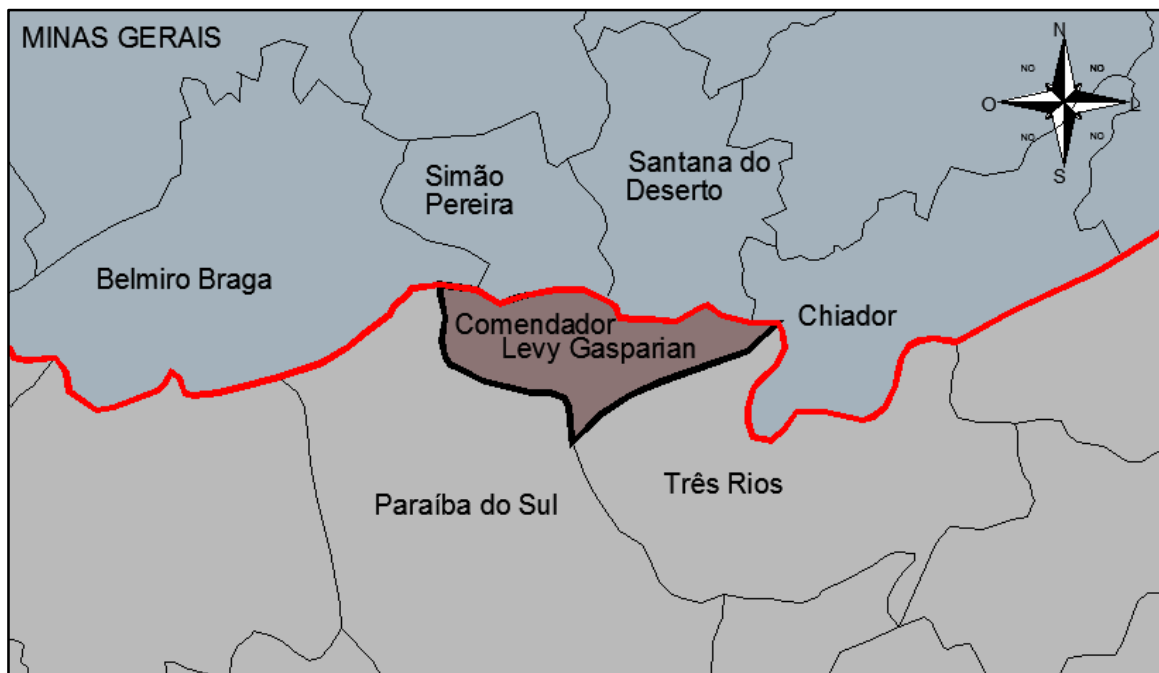 MINAS GERAIS
N
NO
NO
O
L
NO
NO
S
Simão
Pereira
Santana do
Deserto
Belmiro Braga
Comendador
Levy Gasparian
Chiador
Paraíba do Sul
Três Rios